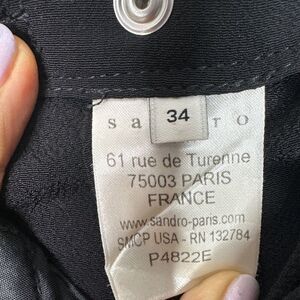 sa ro
34
61 rue de Turenne
75003 PARIS
FRANCE
www.sandro-paris.com
SMCP USA - RN 132784
P4822E